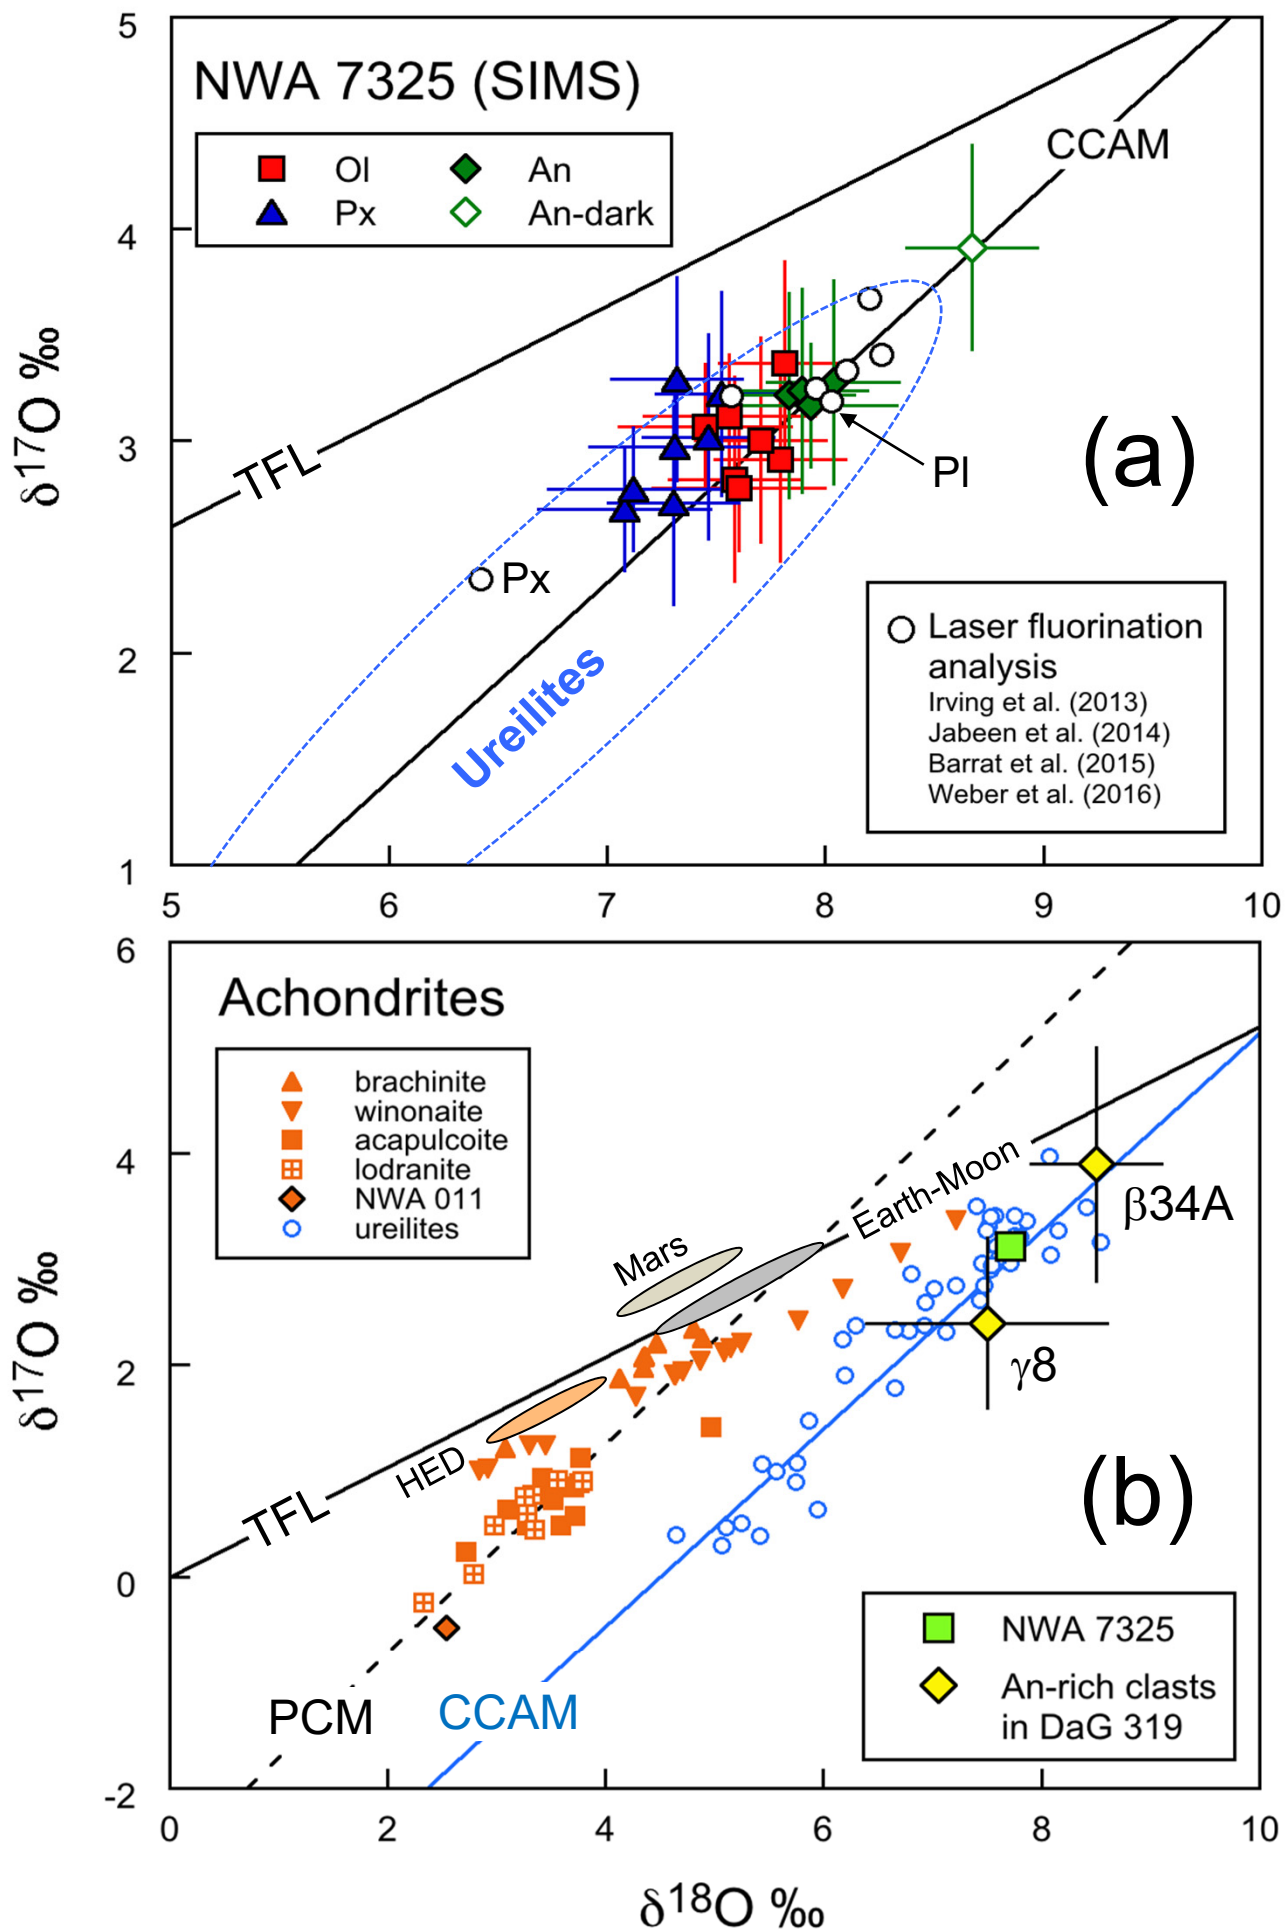 NWA 7325 (SIMS)
Ol
An
Px
An-dark
CCAM
TFL
(a)
Pl
Px
Ureilites
Laser fluorination
analysis
Irving et al. (2013)
Jabeen et al. (2014)
Barrat et al. (2015)
Weber et al. (2016)
δ¹⁷O ‰
5
4
3
2
1
5 6 7 8 9 10
Achondrites
brachinite
winonaite
acapulcoite
lodranite
NWA 011
ureilites
Earth-Moon
Mars
β34A
γ8
HED
TFL
(b)
PCM
CCAM
NWA 7325
An-rich clasts
in DaG 319
δ¹⁷O ‰
6
4
2
0
-2
0 2 4 6 8 10
δ¹⁸O ‰